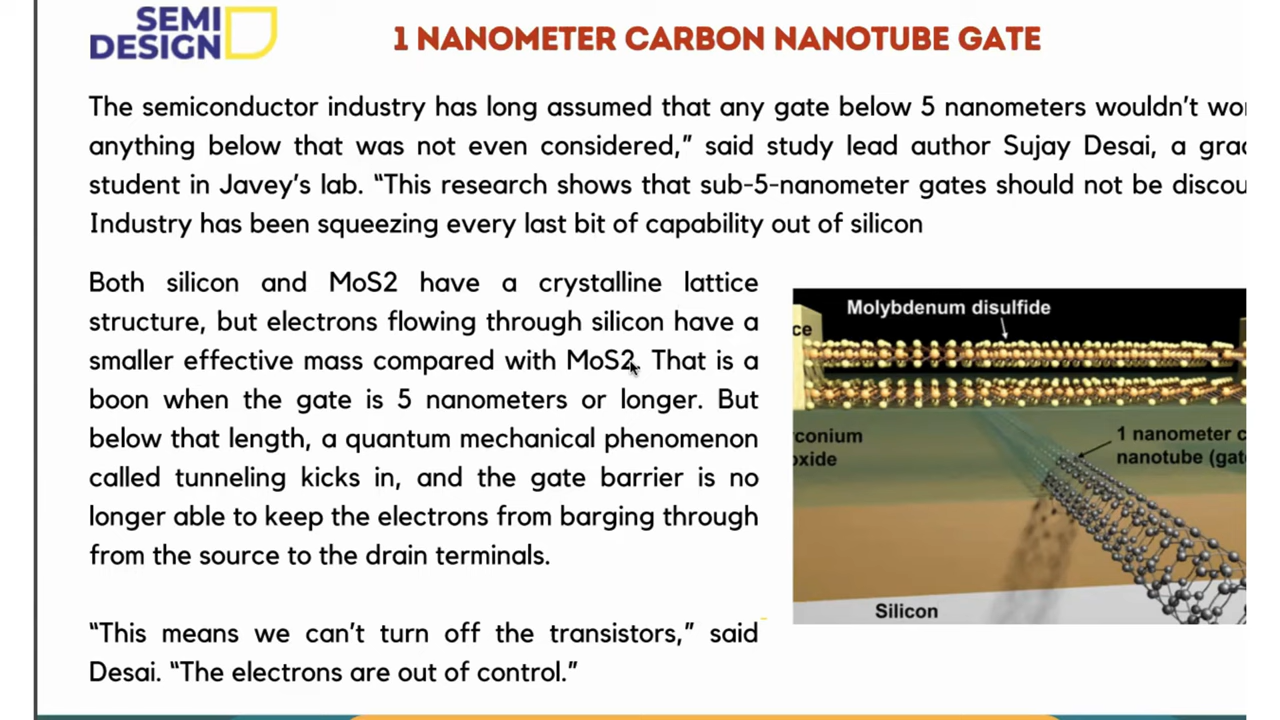 SEMI
DESIGN
1 NANOMETER CARBON NANOTUBE GATE
The semiconductor industry has long assumed that any gate below 5 nanometers wouldn’t
anything below that was not even considered,” said study lead author Sujay Desai, a
student in Javey’s lab. “This research shows that sub-5-nanometer gates should not be
Industry has been squeezing every last bit of capability out of silicon
Both silicon and MoS2 have a crystalline lattice
structure, but electrons flowing through silicon have a
smaller effective mass compared with MoS2. That is a
boon when the gate is 5 nanometers or longer. But
below that length, a quantum mechanical phenomenon
called tunneling kicks in, and the gate barrier is no
longer able to keep the electrons from barging through
from the source to the drain terminals.
“This means we can’t turn off the transistors,” said
Desai. “The electrons are out of control.”
Molybdenum disulfide
1 nanometer
nanotube
Silicon